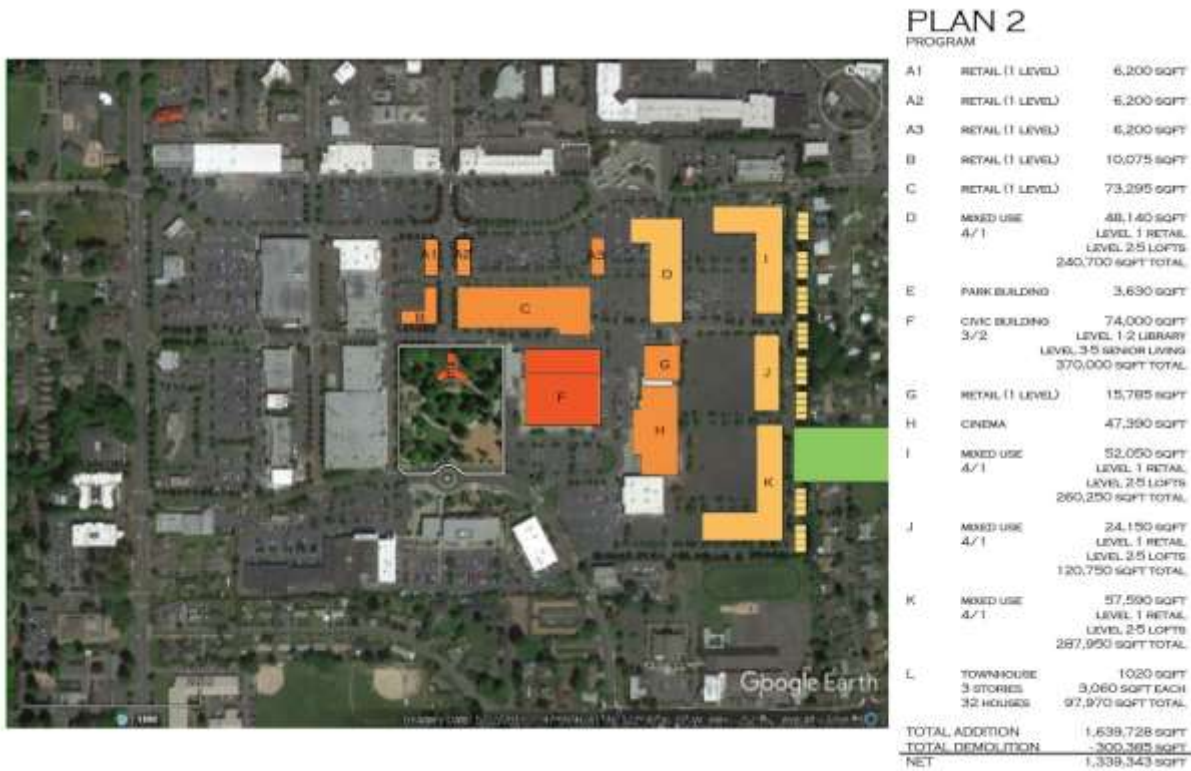 PLAN 2
PROGRAM
A1 RETAIL (1 LEVEL) 6,200 SQFT
A2 RETAIL (1 LEVEL) 6,200 SQFT
A3 RETAIL (1 LEVEL) 6,200 SQFT
B RETAIL (1 LEVEL) 10,075 SQFT
C RETAIL (1 LEVEL) 73,295 SQFT
D MIXED USE 48,140 SQFT
4/1 LEVEL 1 RETAIL
LEVEL 2-5 LOFTS
240,700 SQFT TOTAL
E PARK BUILDING 3,630 SQFT
F CIVIC BUILDING 74,000 SQFT
3/2 LEVEL 1-2 LIBRARY
LEVEL 3-5 SENIOR LIVING
370,000 SQFT TOTAL
G RETAIL (1 LEVEL) 15,785 SQFT
H CINEMA 47,390 SQFT
I MIXED USE 52,050 SQFT
4/1 LEVEL 1 RETAIL
LEVEL 2-5 LOFTS
260,250 SQFT TOTAL
J MIXED USE 24,150 SQFT
4/1 LEVEL 1 RETAIL
LEVEL 2-5 LOFTS
120,750 SQFT TOTAL
K MIXED USE 57,590 SQFT
4/1 LEVEL 1 RETAIL
LEVEL 2-5 LOFTS
287,950 SQFT TOTAL
L TOWNHOUSE 1020 SQFT
3 STORIES 3,060 SQFT EACH
32 HOUSES 97,970 SQFT TOTAL
TOTAL ADDITION 1,639,728 SQFT
TOTAL DEMOLITION - 300,385 SQFT
NET 1,339,343 SQFT
A1 A2 A3
D
I
B
C
G
J
F
H
K
Google Earth